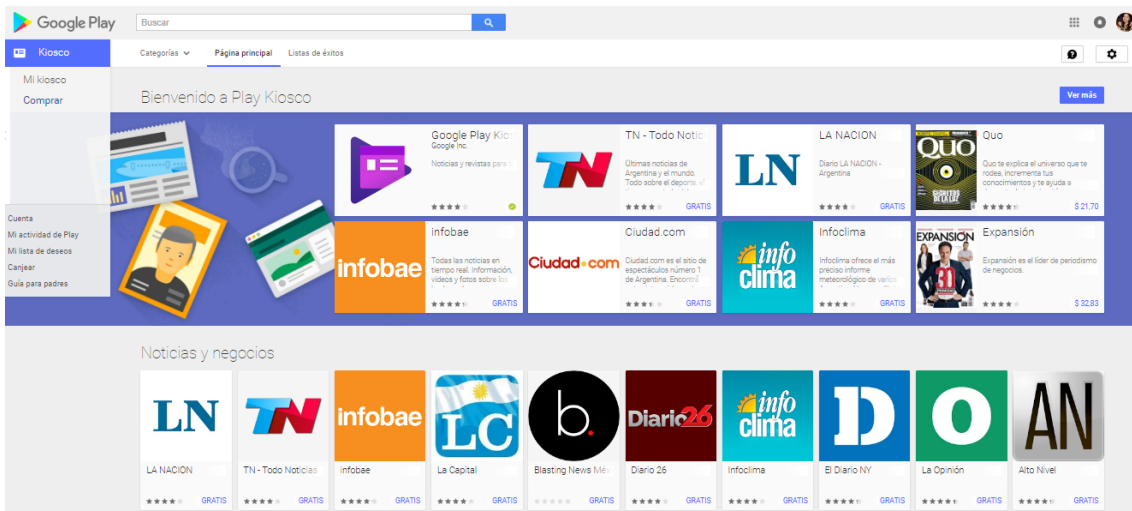 Google Play
Buscar
Kiosco
Categorías
Página principal
Listas de éxitos
Mi kiosco
Comprar
Bienvenido a Play Kiosco
Ver más
Google Play
Google Inc.
Noticias y revistas para
TN
TN - Todo Notic
Últimas noticias de
Argentina y el mundo.
Todo sobre el deporte, el
GRATIS
LN
LA NACION
Diario LA NACION -
Argentina
GRATIS
QUO
SECRETOS
DE LA LUZ
Quo
Quo te explica el universo que te
rodea, incrementa tus
conocimientos y te ayuda a
$ 21,70
Cuenta
Mi actividad de Play
Mi lista de deseos
Canjear
Guía para padres
infobae
infobae
Todas las noticias en
tiempo real. Información,
videos y fotos sobre los
GRATIS
Ciudad.com
Ciudad.com
Ciudad.com es el sitio de
espectáculos número 1
de Argentina. Encontrá
GRATIS
info
clima
Infoclima
Infoclima ofrece el más
preciso informe
meteorológico de varios
GRATIS
EXPANSIÓN
30
Expansión
Expansión es el líder de periodismo
de negocios.
$ 32,83
Noticias y negocios
LN
LA NACION
GRATIS
TN
TN - Todo Noticias
GRATIS
infobae
infobae
GRATIS
LC
La Capital
GRATIS
b.
Blasting News Méx
GRATIS
Diario26
Diario 26
GRATIS
info
clima
Infoclima
GRATIS
D
El Diario NY
GRATIS
O
La Opinión
GRATIS
AN
Alto Nivel
GRATIS